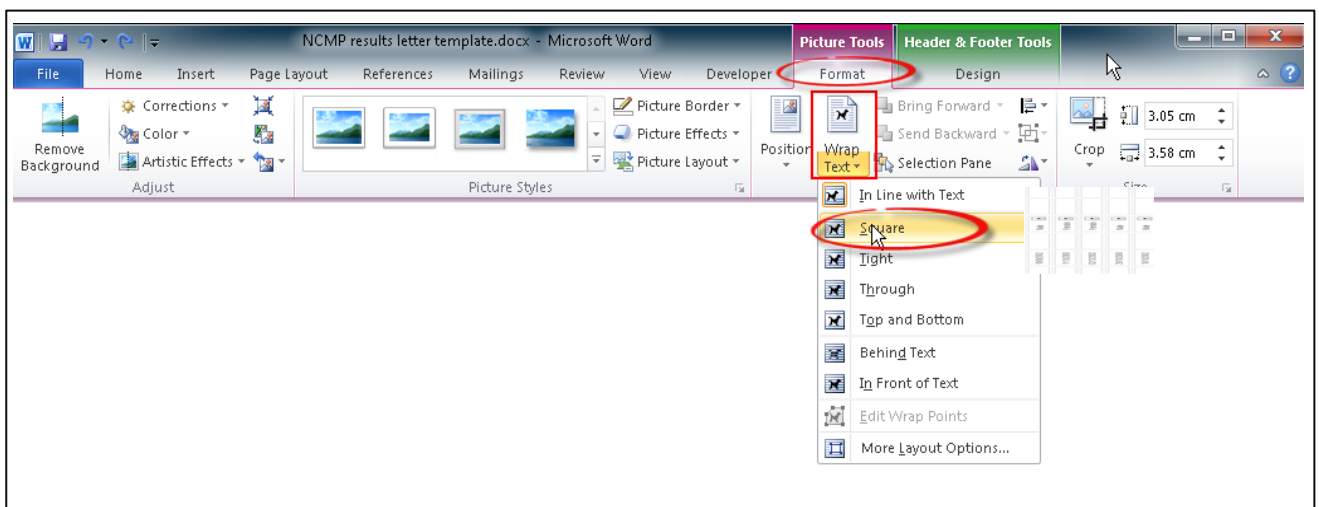 NCMP results letter template.docx - Microsoft Word
Picture Tools
Header & Footer Tools
File Home Insert Page Layout References Mailings Review View Developer Format Design
Remove Background
Corrections
Color
Artistic Effects
Adjust
Picture Border
Picture Effects
Picture Layout
Picture Styles
Position
Wrap Text
Bring Forward
Send Backward
Selection Pane
Crop
3.05 cm
3.58 cm
Size
In Line with Text
Square
Tight
Through
Top and Bottom
Behind Text
In Front of Text
Edit Wrap Points
More Layout Options...